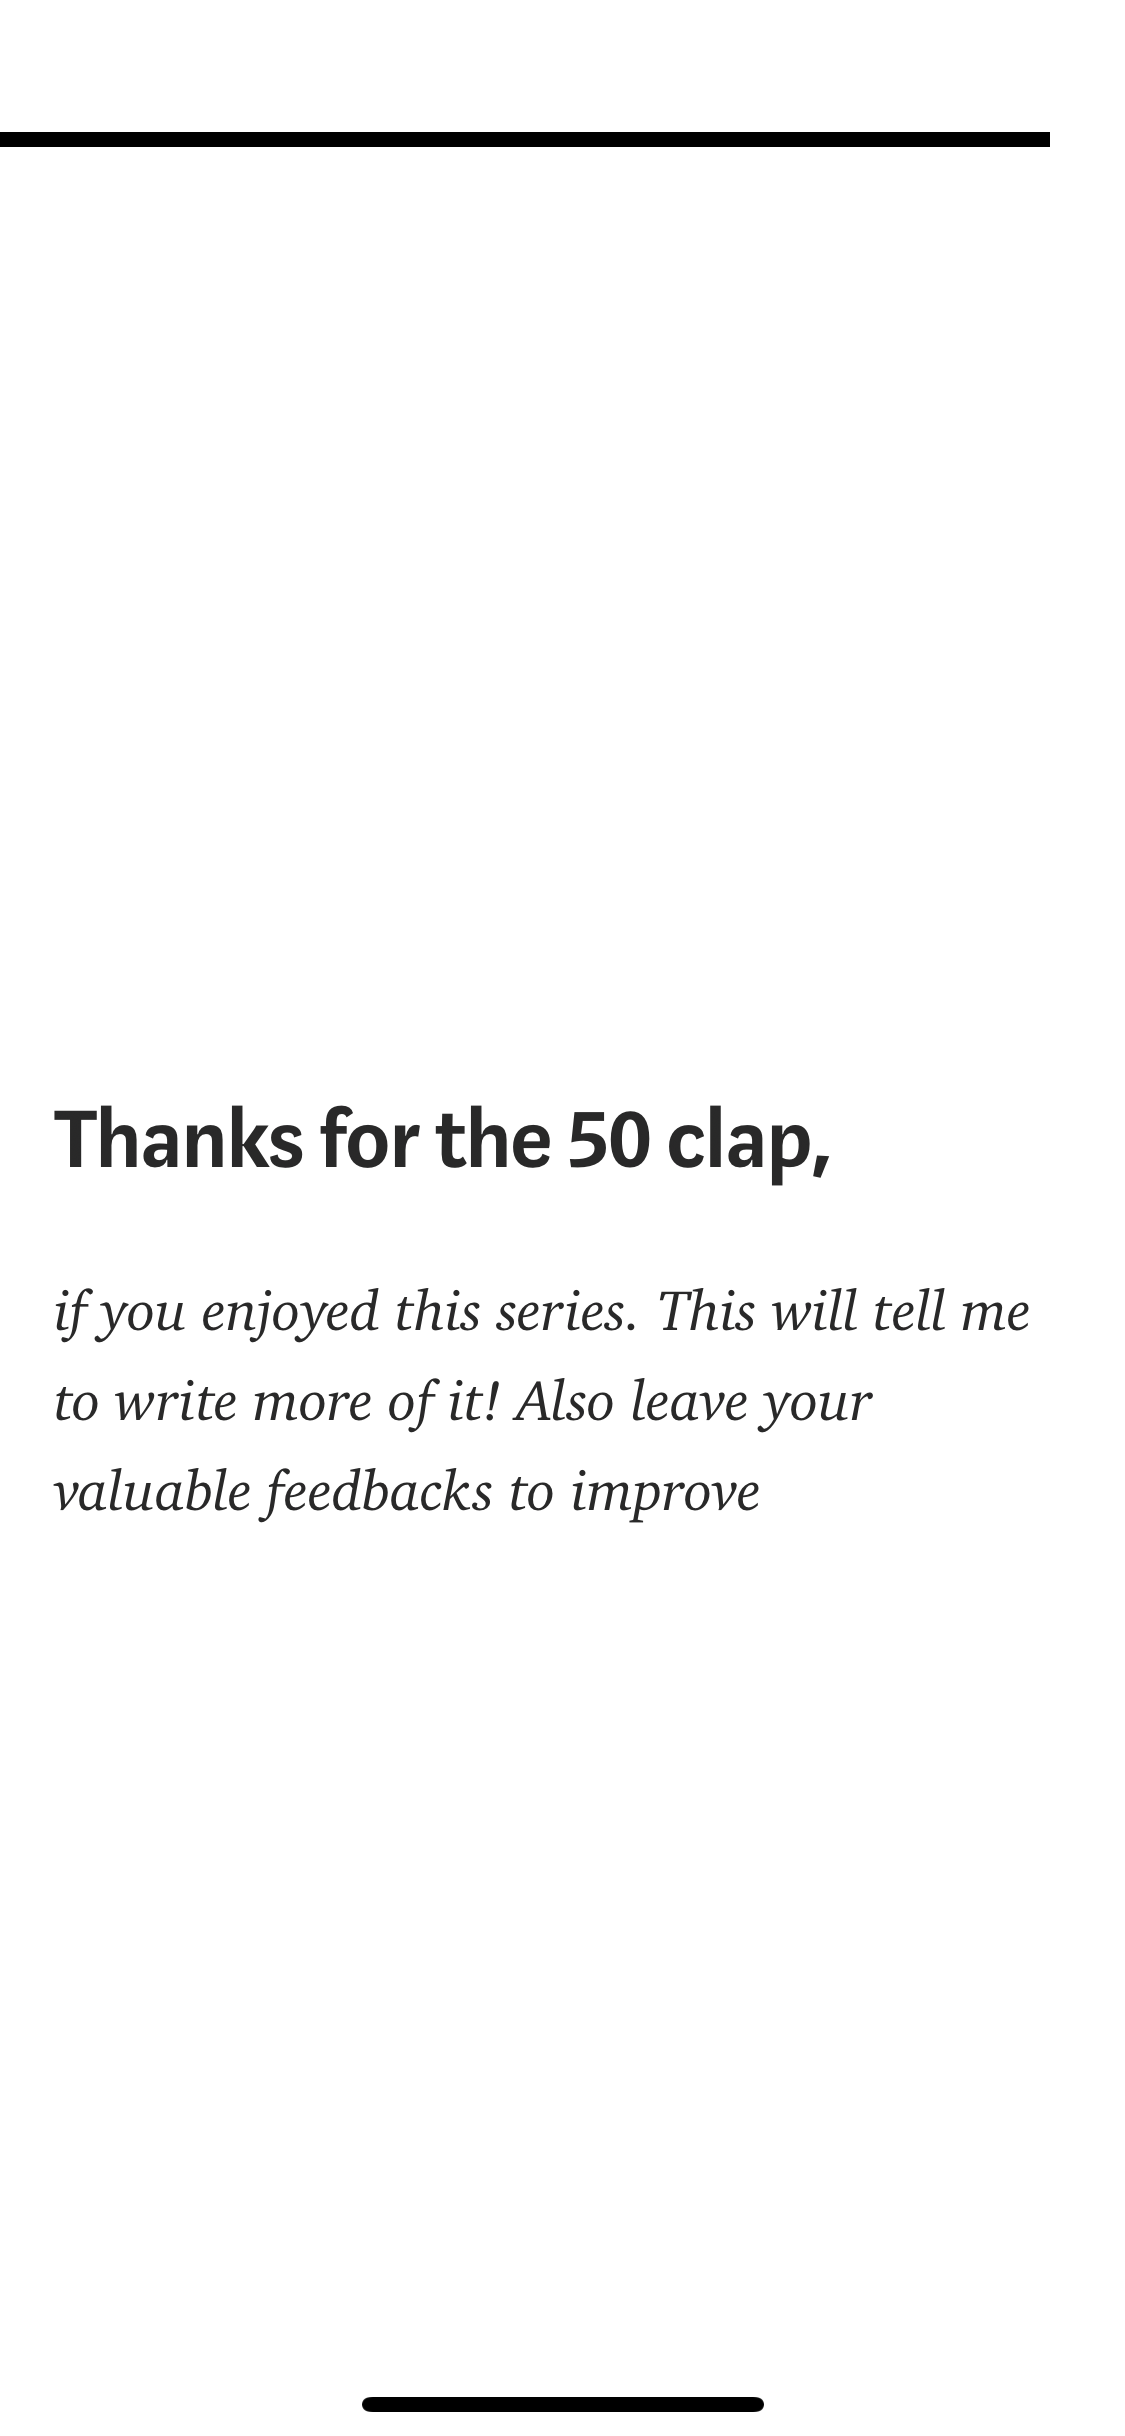 Thanks for the 50 clap,
if you enjoyed this series. This will tell me
to write more of it! Also leave your
valuable feedbacks to improve